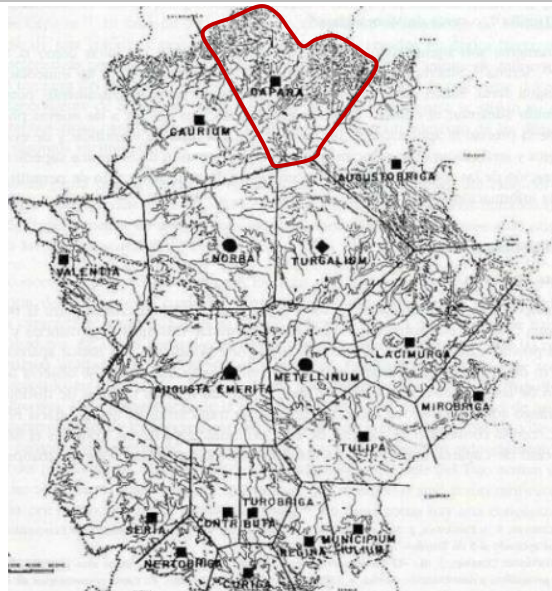 CAPARA
CAURIUM
AUGUSTOBRIGA
NORBA
TURGALIUM
VALENTIA
LACIMURGA
AUGUSTA EMERITA
METELLINUM
MIROBRIGA
TULIPA
TUROBRIGA
SERIA
CONTRIBUTA
MUNICIPIUM
IULIUM
REGINA
NERTOBRIGA
CURIGA